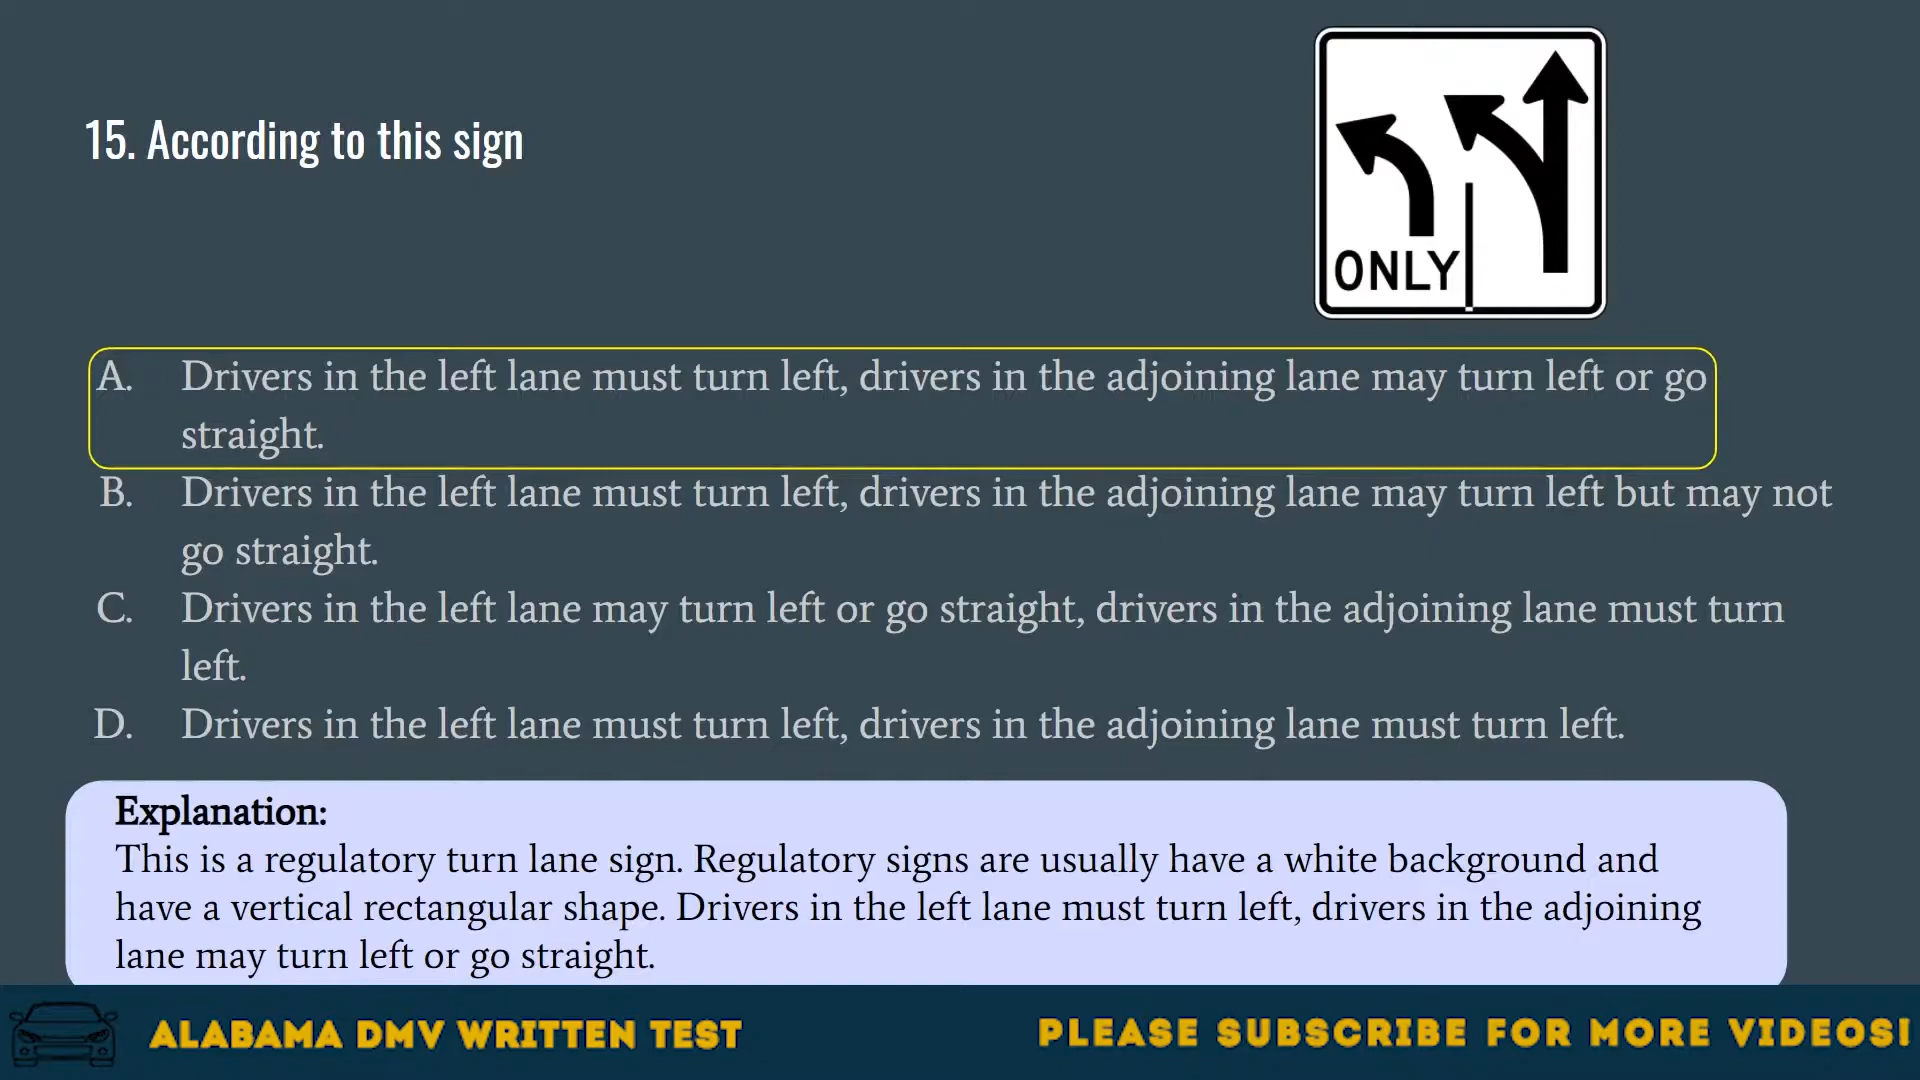 15. According to this sign
ONLY
A. Drivers in the left lane must turn left, drivers in the adjoining lane may turn left or go
straight.
B. Drivers in the left lane must turn left, drivers in the adjoining lane may turn left but may not
go straight.
C. Drivers in the left lane may turn left or go straight, drivers in the adjoining lane must turn
left.
D. Drivers in the left lane must turn left, drivers in the adjoining lane must turn left.
Explanation:
This is a regulatory turn lane sign. Regulatory signs are usually have a white background and
have a vertical rectangular shape. Drivers in the left lane must turn left, drivers in the adjoining
lane may turn left or go straight.
ALABAMA DMV WRITTEN TEST
PLEASE SUBSCRIBE FOR MORE VIDEOS!